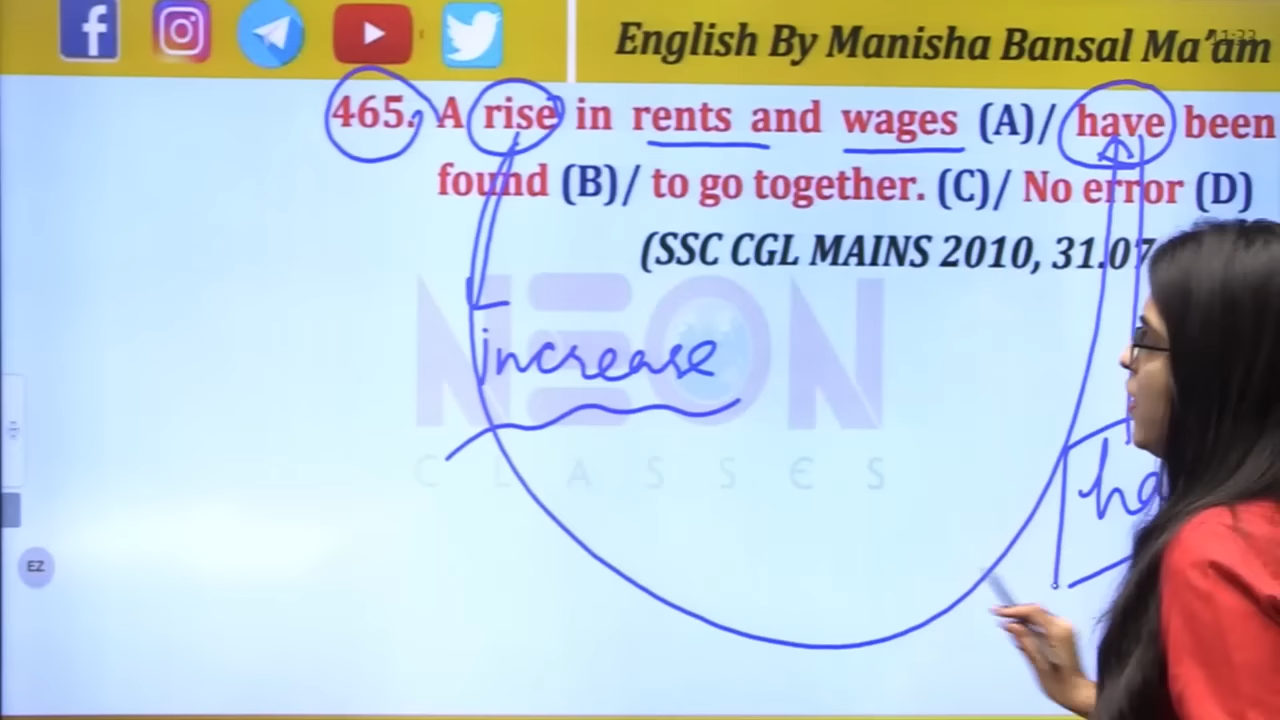 English By Manisha Bansal Ma'am
465. A rise in rents and wages (A)/ have been
found (B)/ to go together. (C)/ No error (D)
(SSC CGL MAINS 2010, 31.07
increase
ha
NEON
CLASSES
EZ